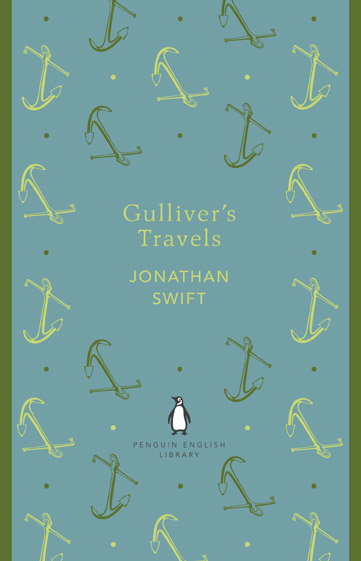 Gulliver's
Travels
JONATHAN
SWIFT
PENGUIN ENGLISH
LIBRARY